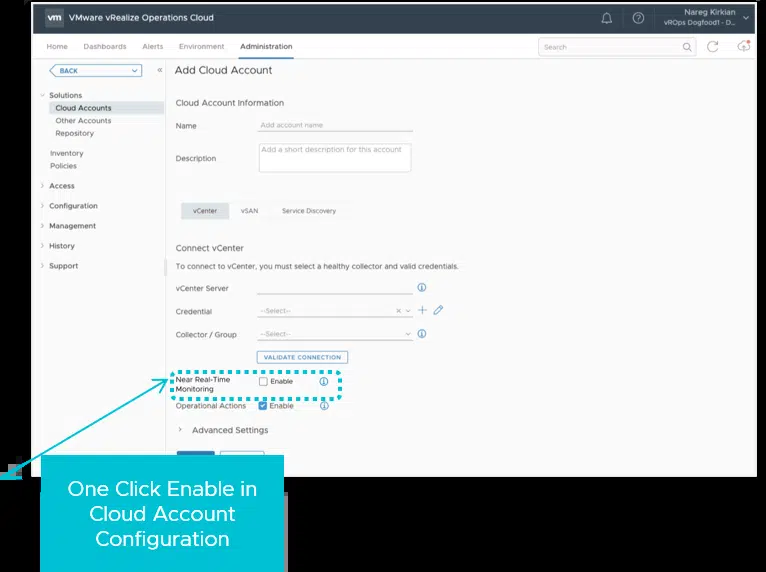 vm VMware vRealize Operations Cloud
Nareg Kirkian
vROps Dogfood1 - D...
Home Dashboards Alerts Environment Administration
Search
BACK
«
Add Cloud Account
Solutions
Cloud Accounts
Other Accounts
Repository
Inventory
Policies
Access
Configuration
Management
History
Support
Cloud Account Information
Name
Add account name
Description
Add a short description for this account
vCenter vSAN Service Discovery
Connect vCenter
To connect to vCenter, you must select a healthy collector and valid credentials.
vCenter Server
Credential
--Select--
Collector / Group
--Select--
VALIDATE CONNECTION
Near Real-Time
Monitoring
Enable
Operational Actions
Enable
Advanced Settings
One Click Enable in
Cloud Account
Configuration